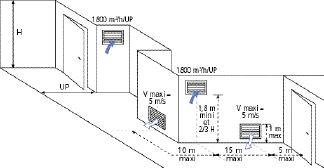 H
1800 m³/h/UP
UP
V maxi =
5 m/s
1800 m³/h/UP
1,8 m
mini
et
2/3 H
V maxi =
5 m/s
1 m
max
10 m
maxi
15 m
maxi
5 m
maxi